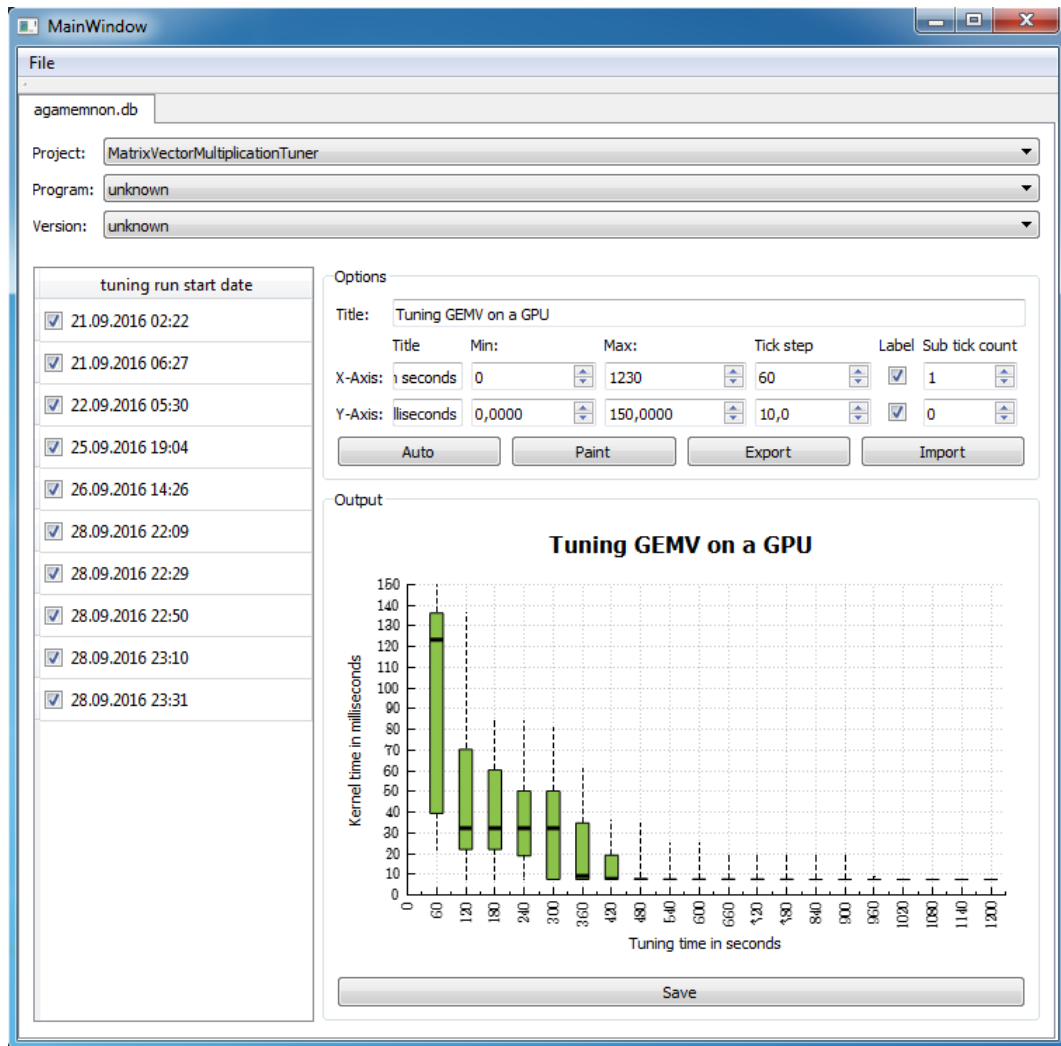 MainWindow
File
agamemnon.db
Project: MatrixVectorMultiplicationTuner
Program: unknown
Version: unknown
tuning run start date
21.09.2016 02:22
21.09.2016 06:27
22.09.2016 05:30
25.09.2016 19:04
26.09.2016 14:26
28.09.2016 22:09
28.09.2016 22:29
28.09.2016 22:50
28.09.2016 23:10
28.09.2016 23:31
Options
Title: Tuning GEMV on a GPU
Title Min: Max: Tick step Label Sub tick count
X-Axis: seconds 0 1230 60 1
Y-Axis: lliseconds 0,0000 150,0000 10,0 0
Auto Paint Export Import
Output
Tuning GEMV on a GPU
150
140
130
120
110
100
90
80
70
60
50
40
30
20
10
0
Kernel time in milliseconds
0 60 120 180 240 300 360 420 480 540 600 660 720 780 840 900 960 1020 1080 1140 1200
Tuning time in seconds
Save